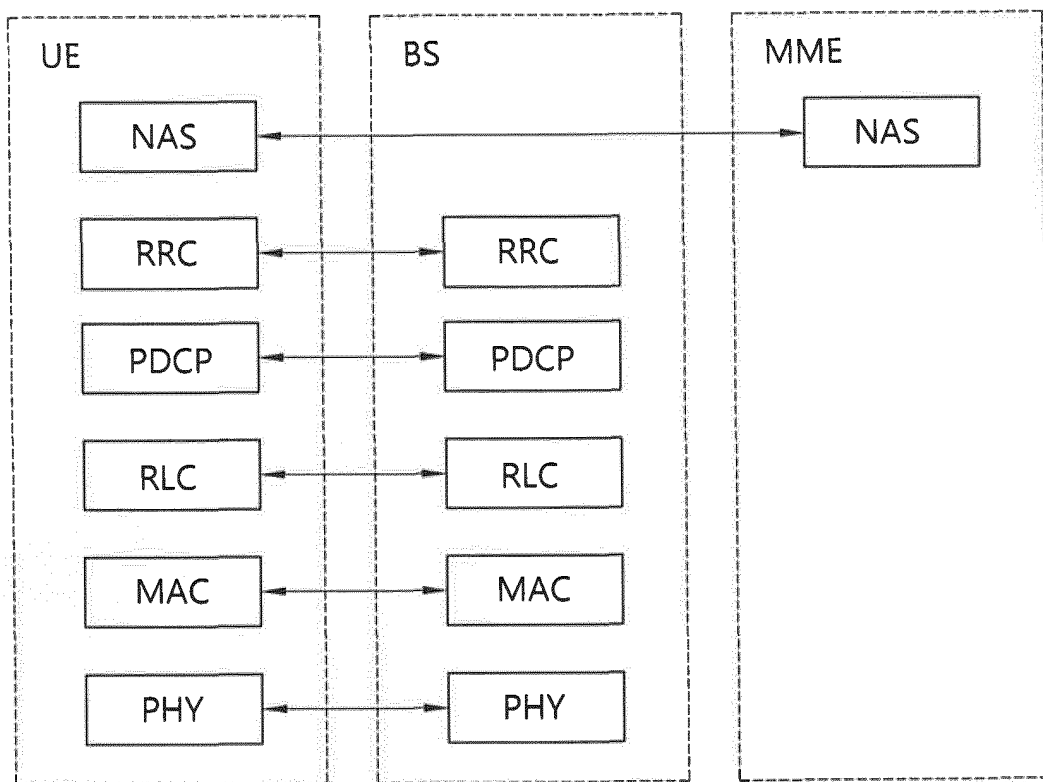 UE BS MME
NAS NAS
RRC RRC
PDCP PDCP
RLC RLC
MAC MAC
PHY PHY